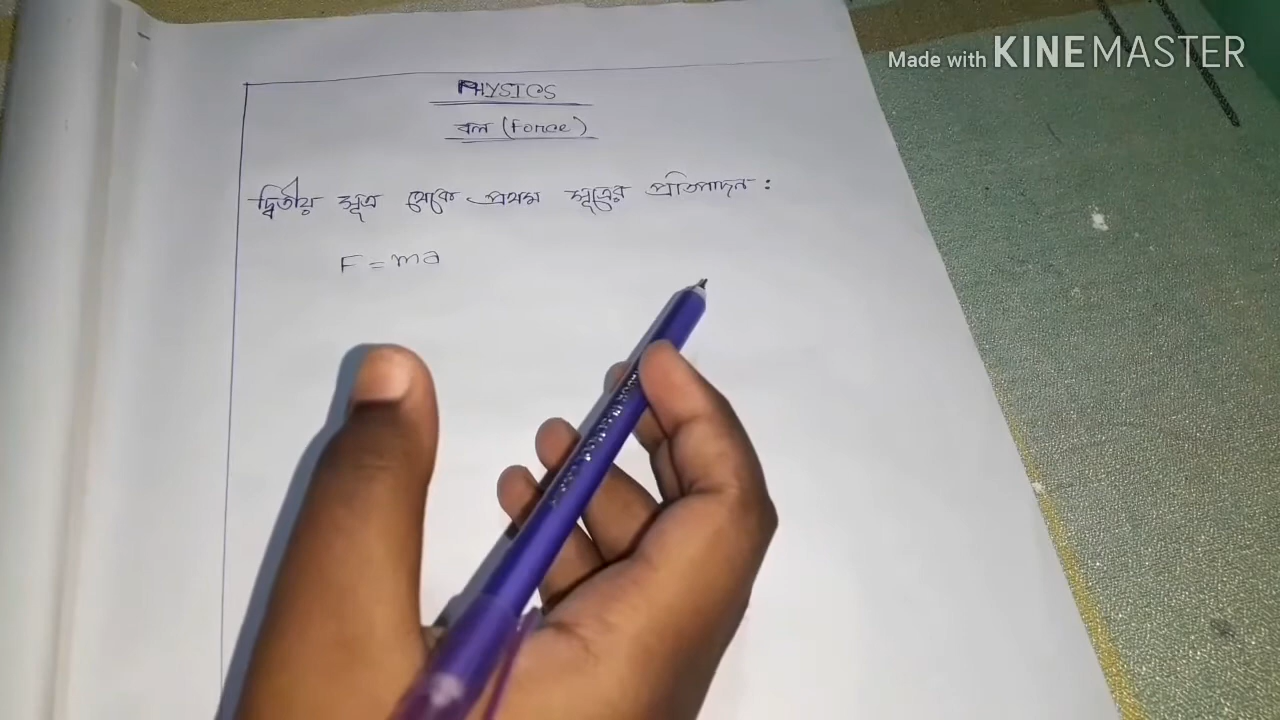 Made with KINEMASTER
PHYSICS
বল (Force)
দ্বিতীয় সূত্র থেকে প্রথম সূত্রের প্রতিপাদন :
F = ma